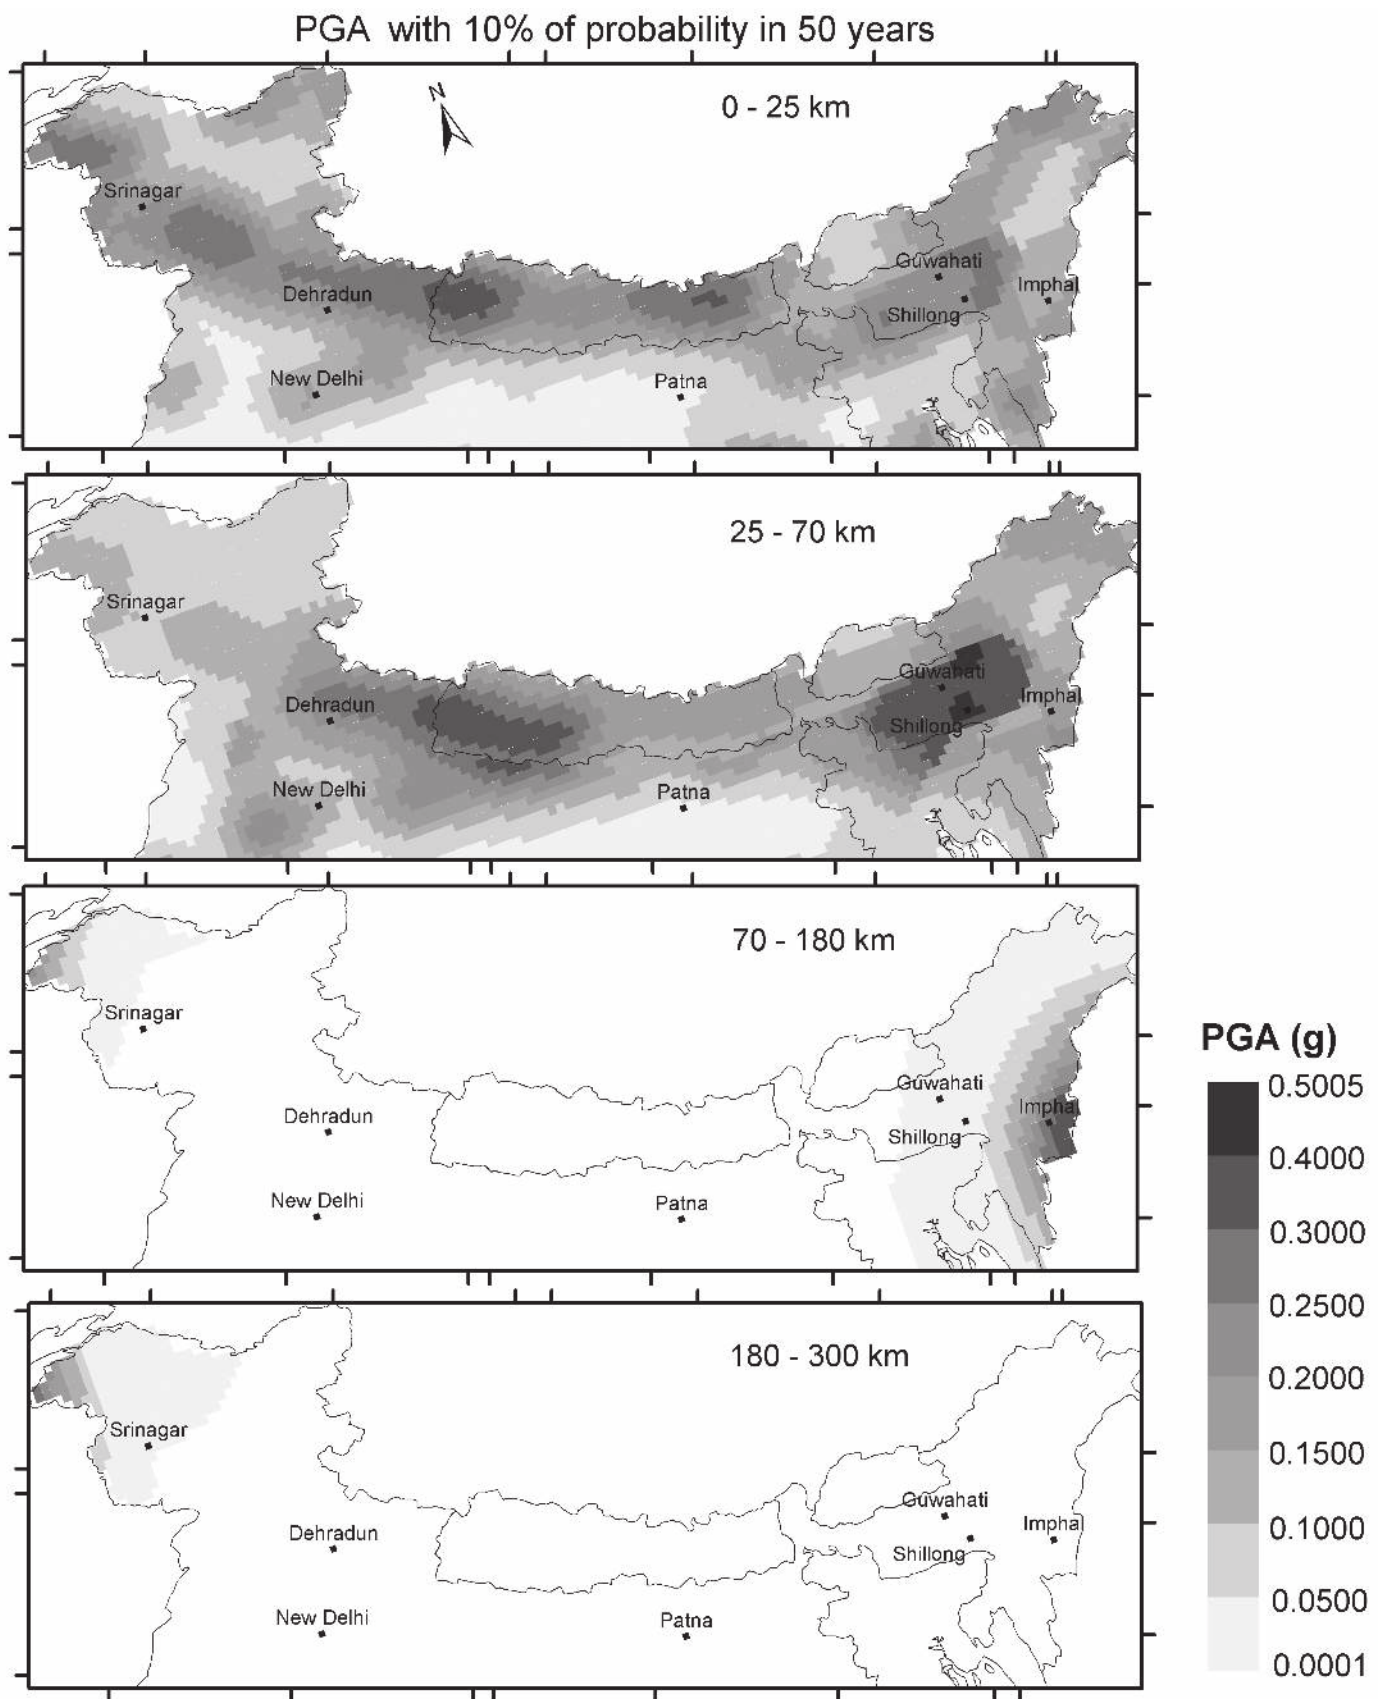 PGA with 10% of probability in 50 years
N
0 - 25 km
Srinagar
Guwahati
Dehradun
Imphal
Shillong
New Delhi
Patna
25 - 70 km
Srinagar
Guwahati
Dehradun
Imphal
Shillong
New Delhi
Patna
70 - 180 km
Srinagar
Guwahati
Dehradun
Imphal
Shillong
New Delhi
Patna
180 - 300 km
Srinagar
Guwahati
Dehradun
Imphal
Shillong
New Delhi
Patna
PGA (g)
0.5005
0.4000
0.3000
0.2500
0.2000
0.1500
0.1000
0.0500
0.0001